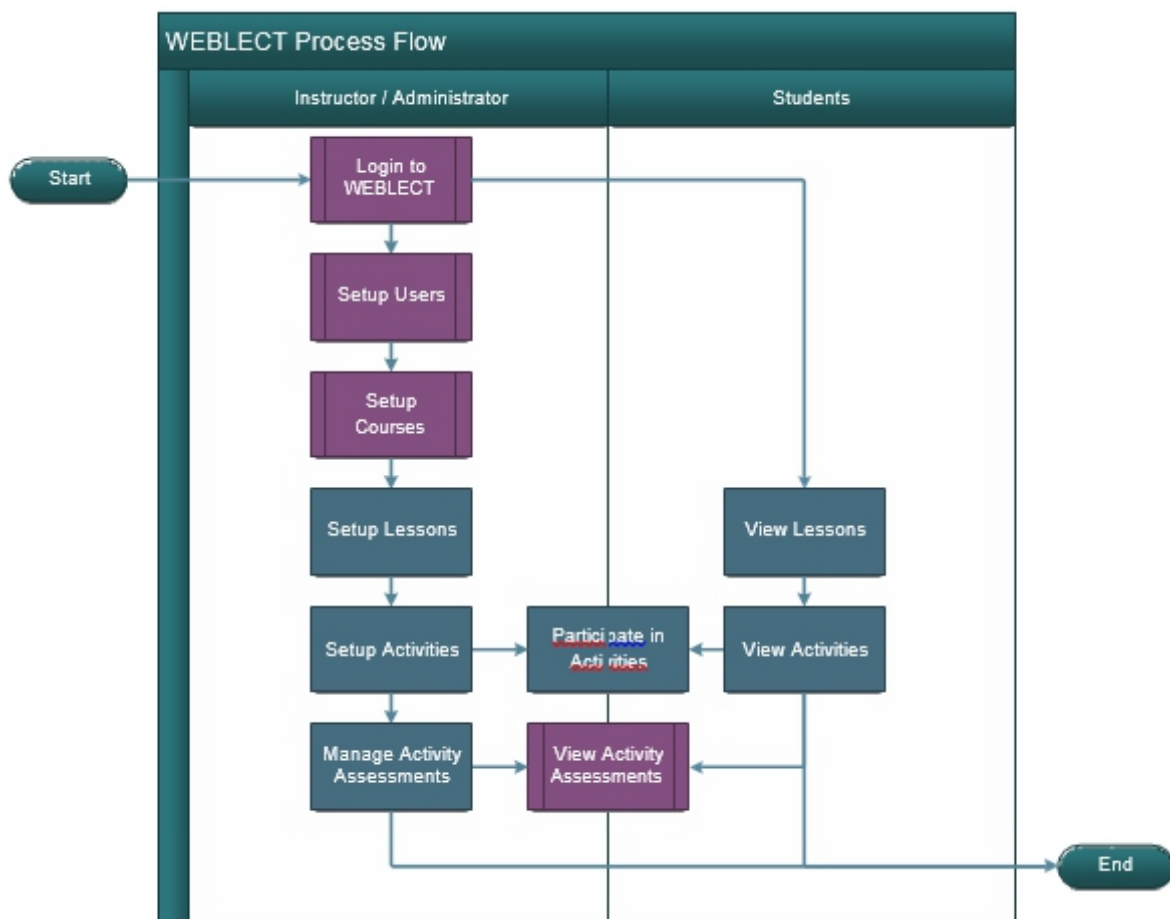 WEBLECT Process Flow
Instructor / Administrator
Students
Start
Login to
WEBLECT
Setup Users
Setup
Courses
Setup Lessons
View Lessons
Setup Activities
Participate in
Activities
View Activities
Manage Activity
Assessments
View Activity
Assessments
End